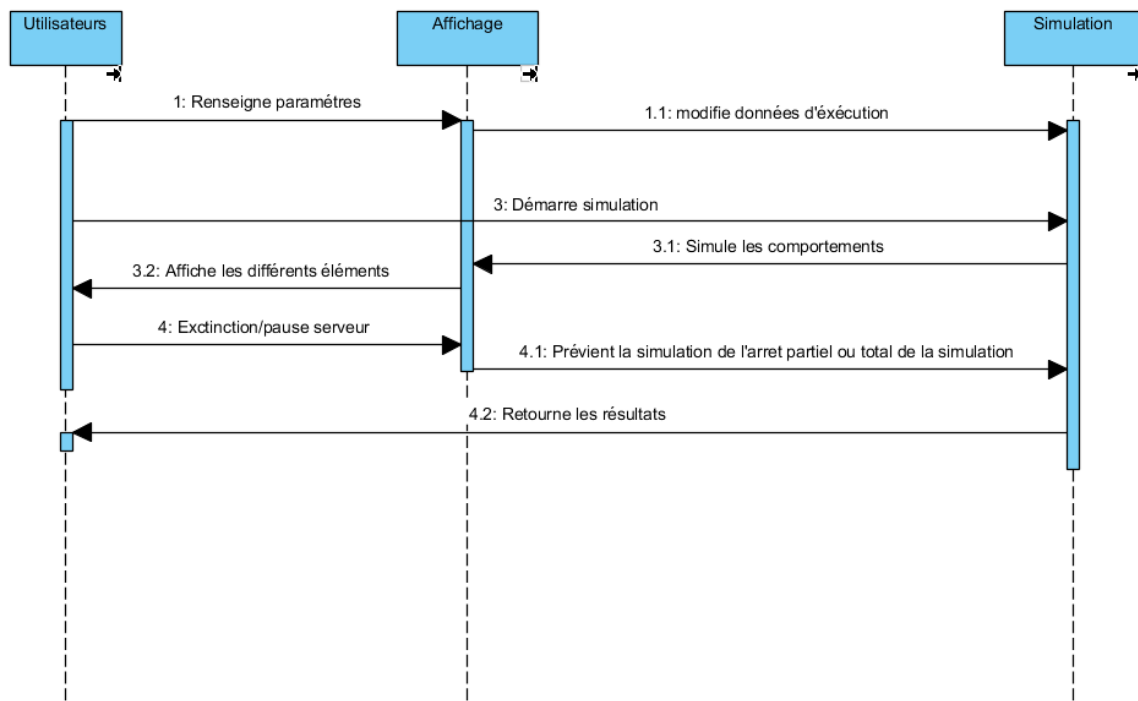 Utilisateurs
Affichage
Simulation
1: Renseigne paramétres
1.1: modifie données d'éxécution
3: Démarre simulation
3.1: Simule les comportements
3.2: Affiche les différents éléments
4: Exctinction/pause serveur
4.1: Prévient la simulation de l'arret partiel ou total de la simulation
4.2: Retourne les résultats